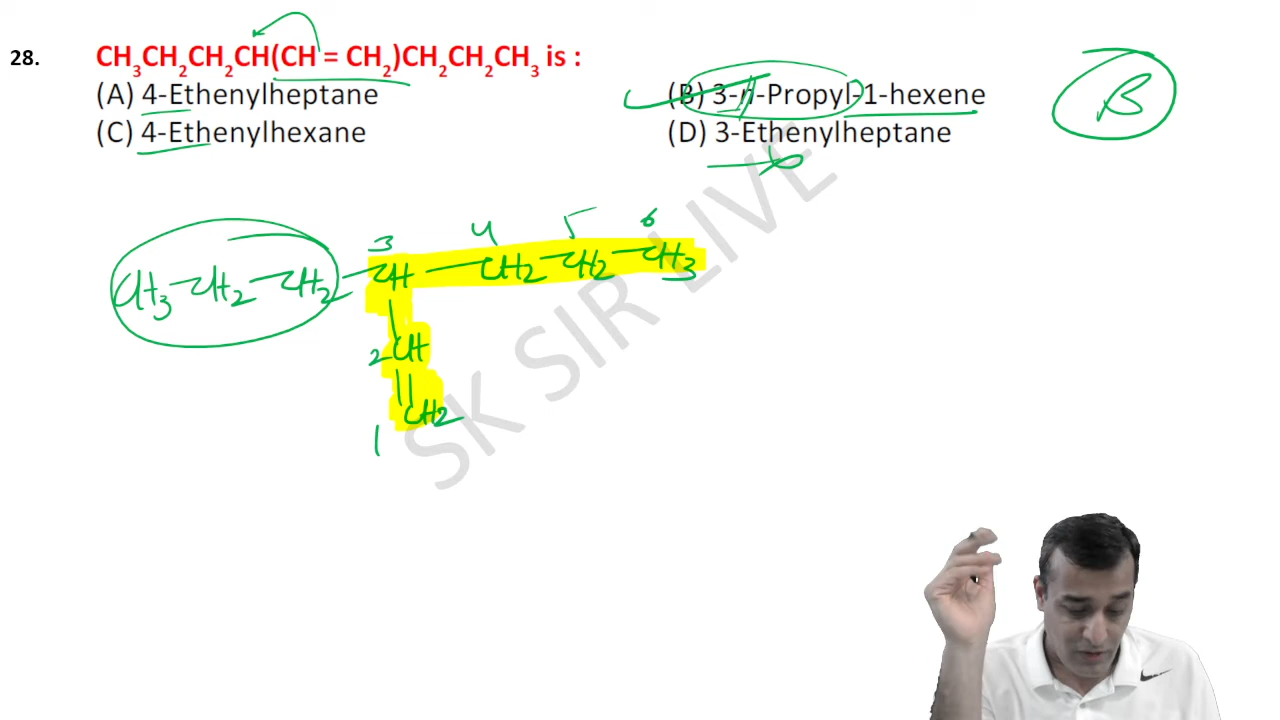 28. CH₃CH₂CH₂CH(CH = CH₂)CH₂CH₂CH₃ is :
(A) 4-Ethenylheptane
(B) 3-n-Propyl-1-hexene
(C) 4-Ethenylhexane
(D) 3-Ethenylheptane
B
3 4 5 6
CH3-CH2-CH2-CH-CH2-CH2-CH3
2 CH
CH2
1
SK SIR LIVE